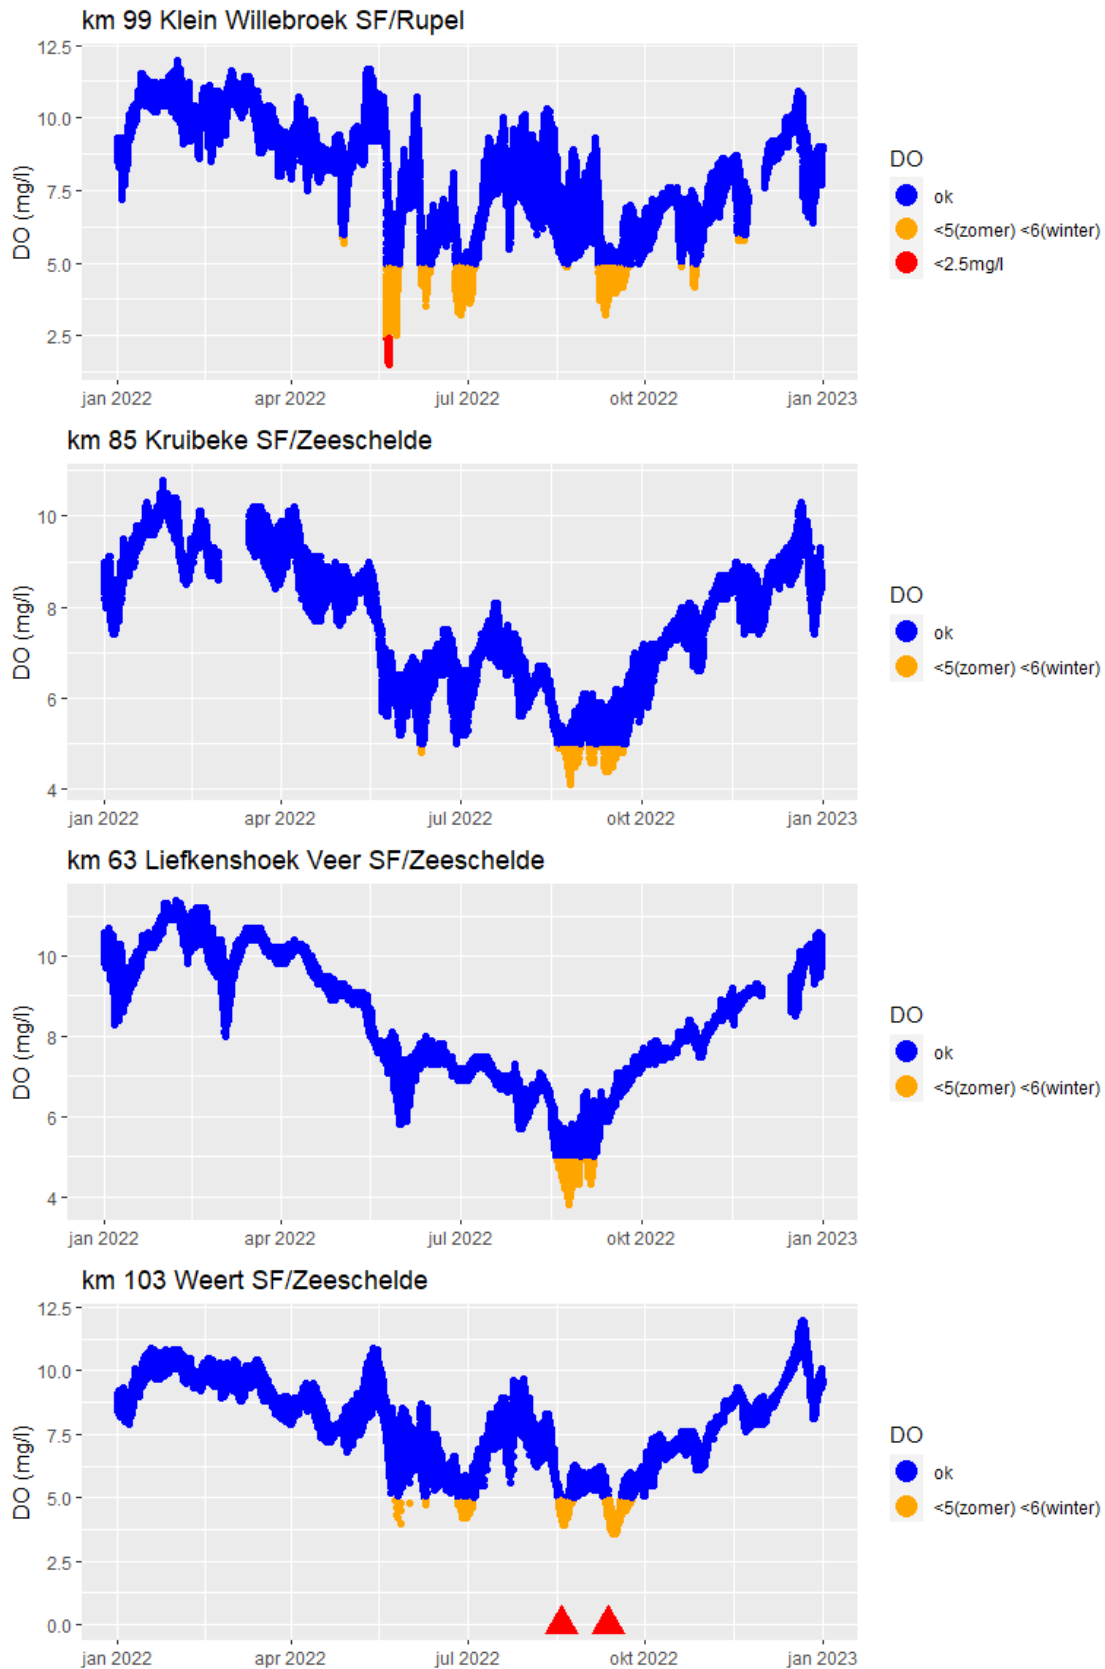 km 99 Klein Willebroek SF/Rupel
12.5
10.0
7.5
5.0
2.5
DO (mg/l)
jan 2022 apr 2022 jul 2022 okt 2022 jan 2023
DO
ok
<5(zomer) <6(winter)
<2.5mg/l
km 85 Kruibeke SF/Zeeschelde
10
8
6
4
DO (mg/l)
jan 2022 apr 2022 jul 2022 okt 2022 jan 2023
DO
ok
<5(zomer) <6(winter)
km 63 Liefkenshoek Veer SF/Zeeschelde
10
8
6
4
DO (mg/l)
jan 2022 apr 2022 jul 2022 okt 2022 jan 2023
DO
ok
<5(zomer) <6(winter)
km 103 Weert SF/Zeeschelde
12.5
10.0
7.5
5.0
2.5
0.0
DO (mg/l)
jan 2022 apr 2022 jul 2022 okt 2022 jan 2023
DO
ok
<5(zomer) <6(winter)